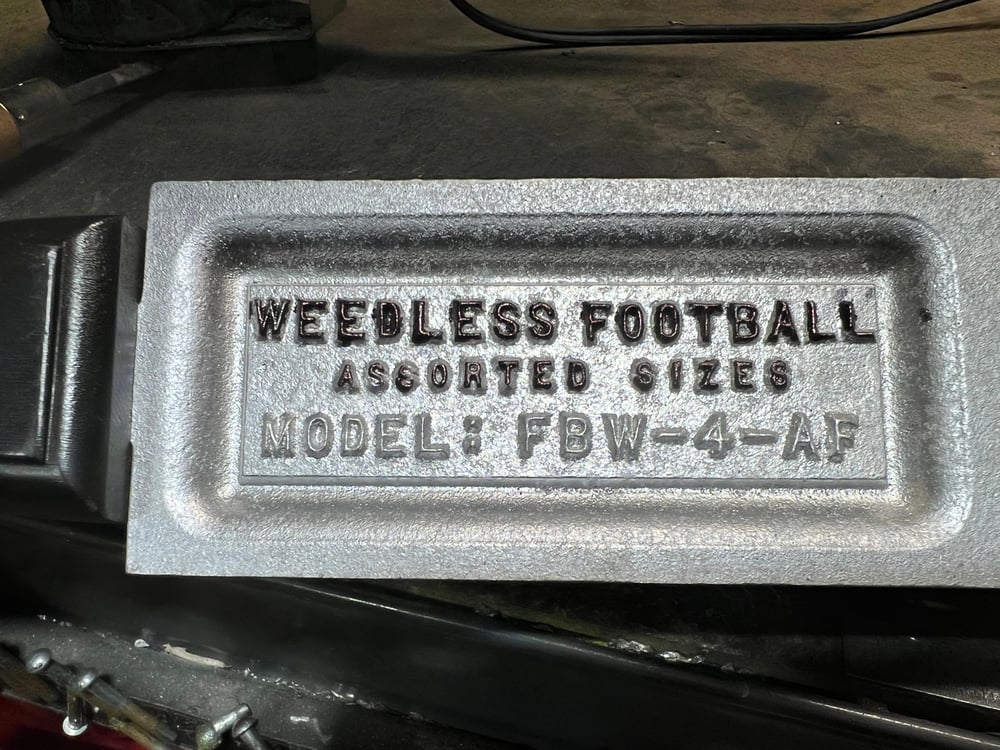 WEEDLESS FOOTBALL
ASSORTED SIZES
MODEL: FBW-4-AF